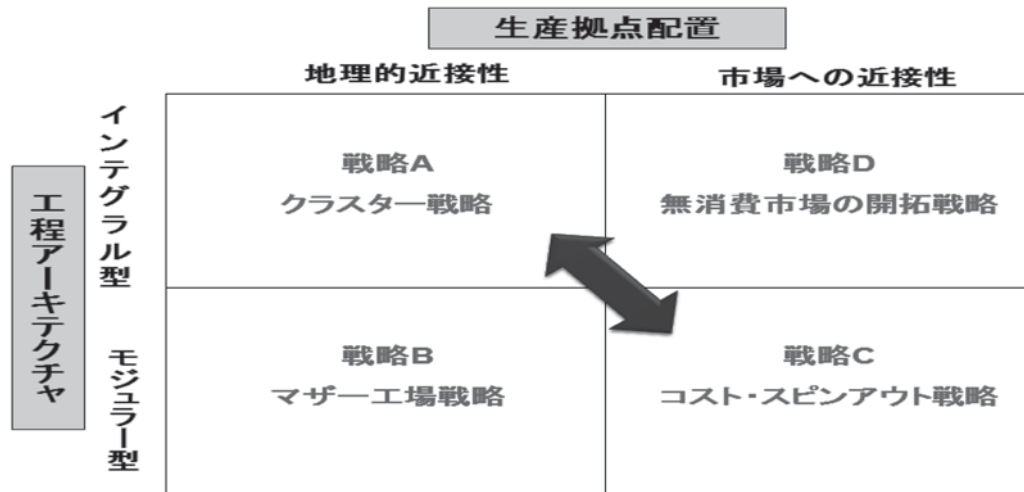 生産拠点配置
地理的近接性
市場への近接性
工程アーキテクチャ
インテグラル型
戦略A
クラスター戦略
戦略D
無消費市場の開拓戦略
モジュラー型
戦略B
マザー工場戦略
戦略C
コスト・スピンアウト戦略